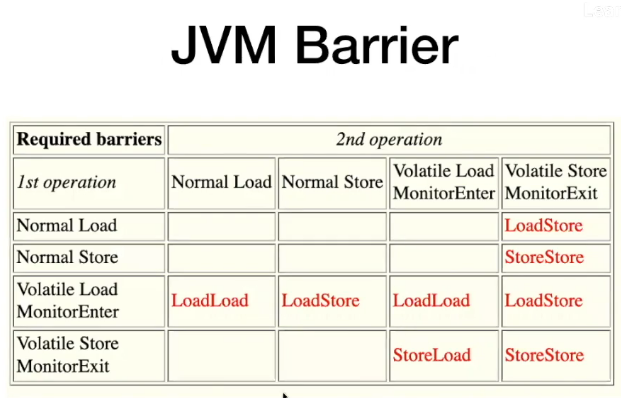 JVM Barrier
Required barriers 2nd operation
1st operation Normal Load Normal Store Volatile Load MonitorEnter Volatile Store MonitorExit
Normal Load LoadStore
Normal Store StoreStore
Volatile Load MonitorEnter LoadLoad LoadStore LoadLoad LoadStore
Volatile Store MonitorExit StoreLoad StoreStore